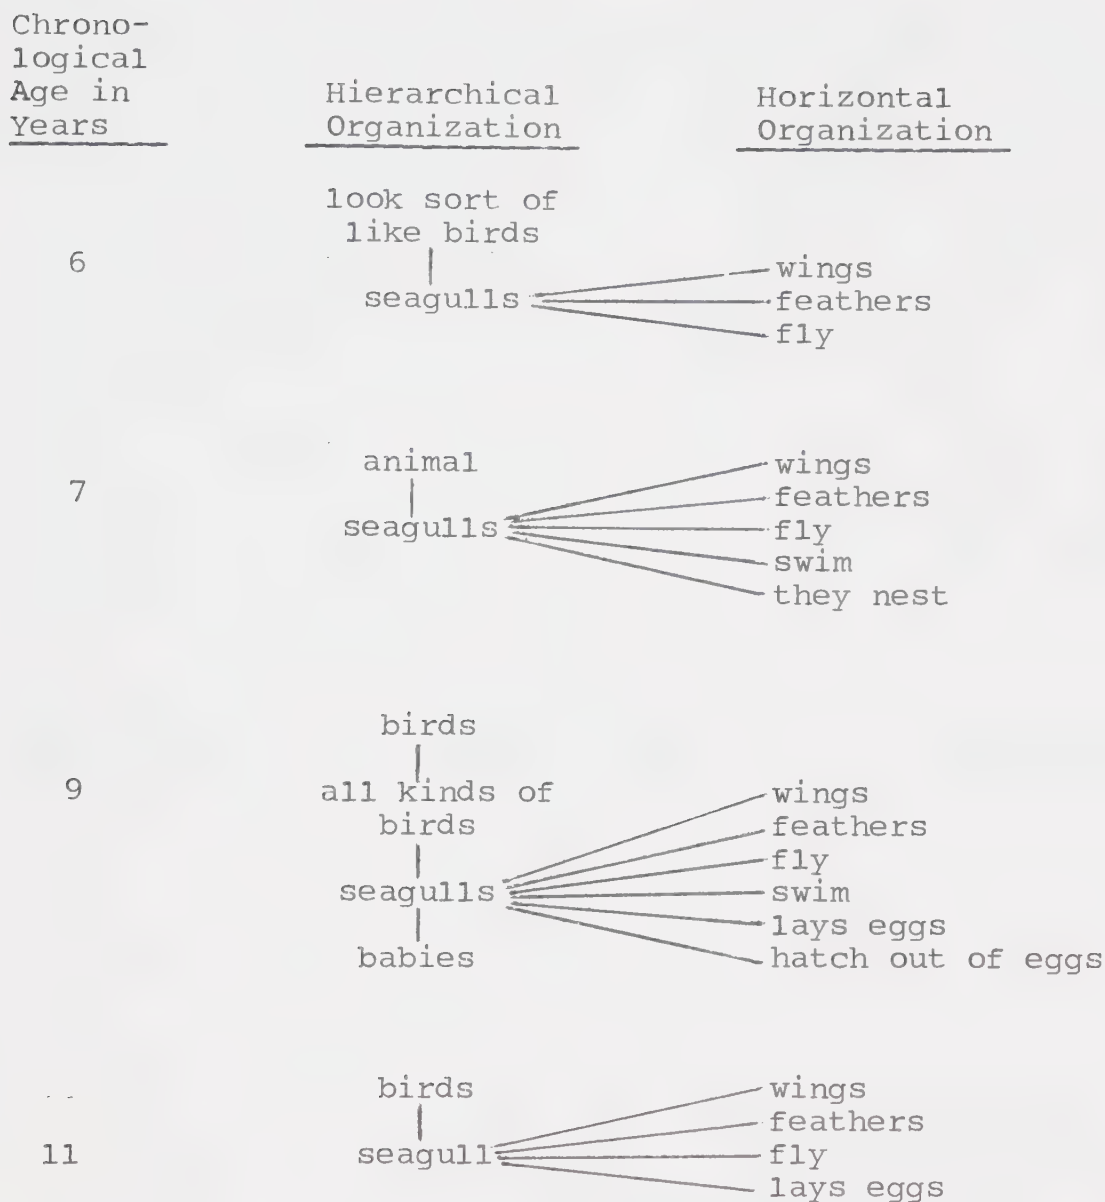 Chrono-
logical
Age in
Years
Hierarchical
Organization
Horizontal
Organization
look sort of
like birds
6
seagulls
wings
feathers
fly
animal
7
seagulls
wings
feathers
fly
swim
they nest
birds
9
all kinds of
birds
seagulls
babies
wings
feathers
fly
swim
lays eggs
hatch out of eggs
birds
11
seagull
wings
feathers
fly
lays eggs